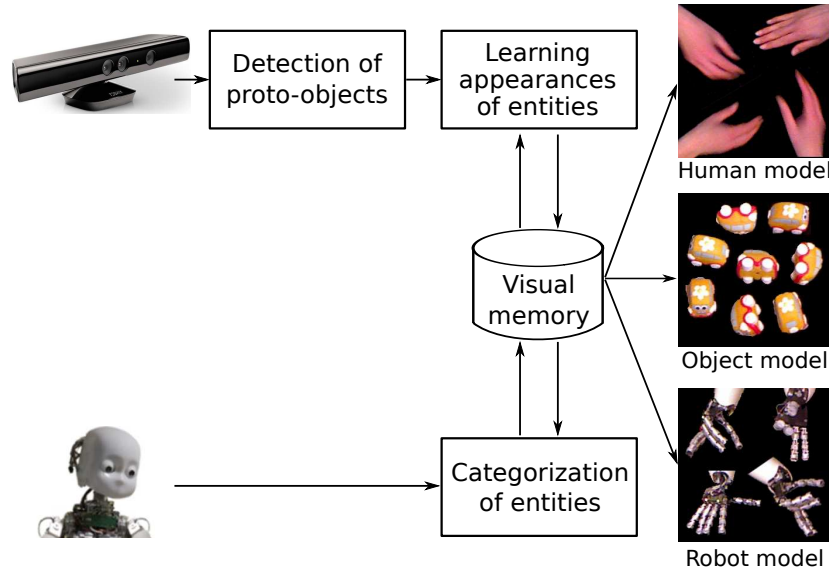 Detection of
proto-objects
Learning
appearances
of entities
Human model
Visual
memory
Object model
Categorization
of entities
Robot model